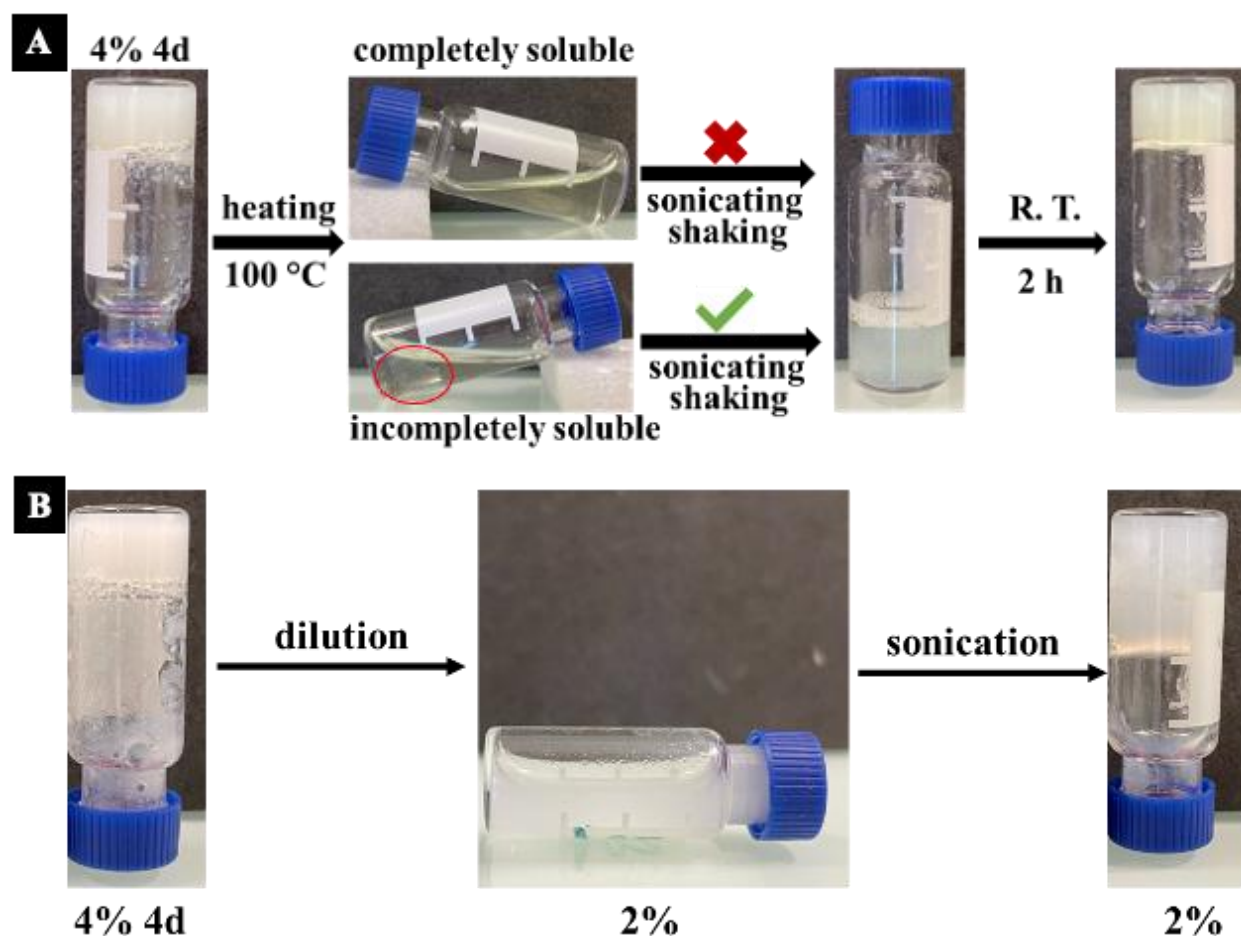 A
4% 4d
completely soluble
heating
100 °C
sonicating
shaking
sonicating
shaking
incompletely soluble
R. T.
2 h
B
dilution
sonication
4% 4d
2%
2%